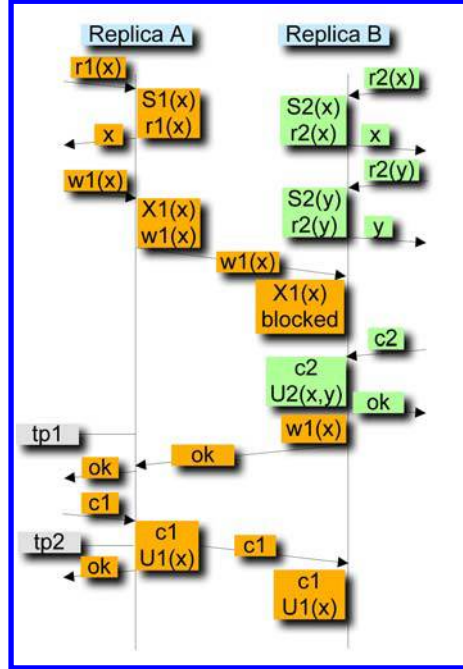 Replica A
Replica B
r1(x)
r2(x)
S1(x)
r1(x)
S2(x)
r2(x)
x
x
w1(x)
r2(y)
X1(x)
w1(x)
S2(y)
r2(y)
y
w1(x)
X1(x)
blocked
c2
c2
U2(x,y)
ok
tp1
w1(x)
ok
ok
c1
tp2
c1
U1(x)
c1
ok
c1
U1(x)